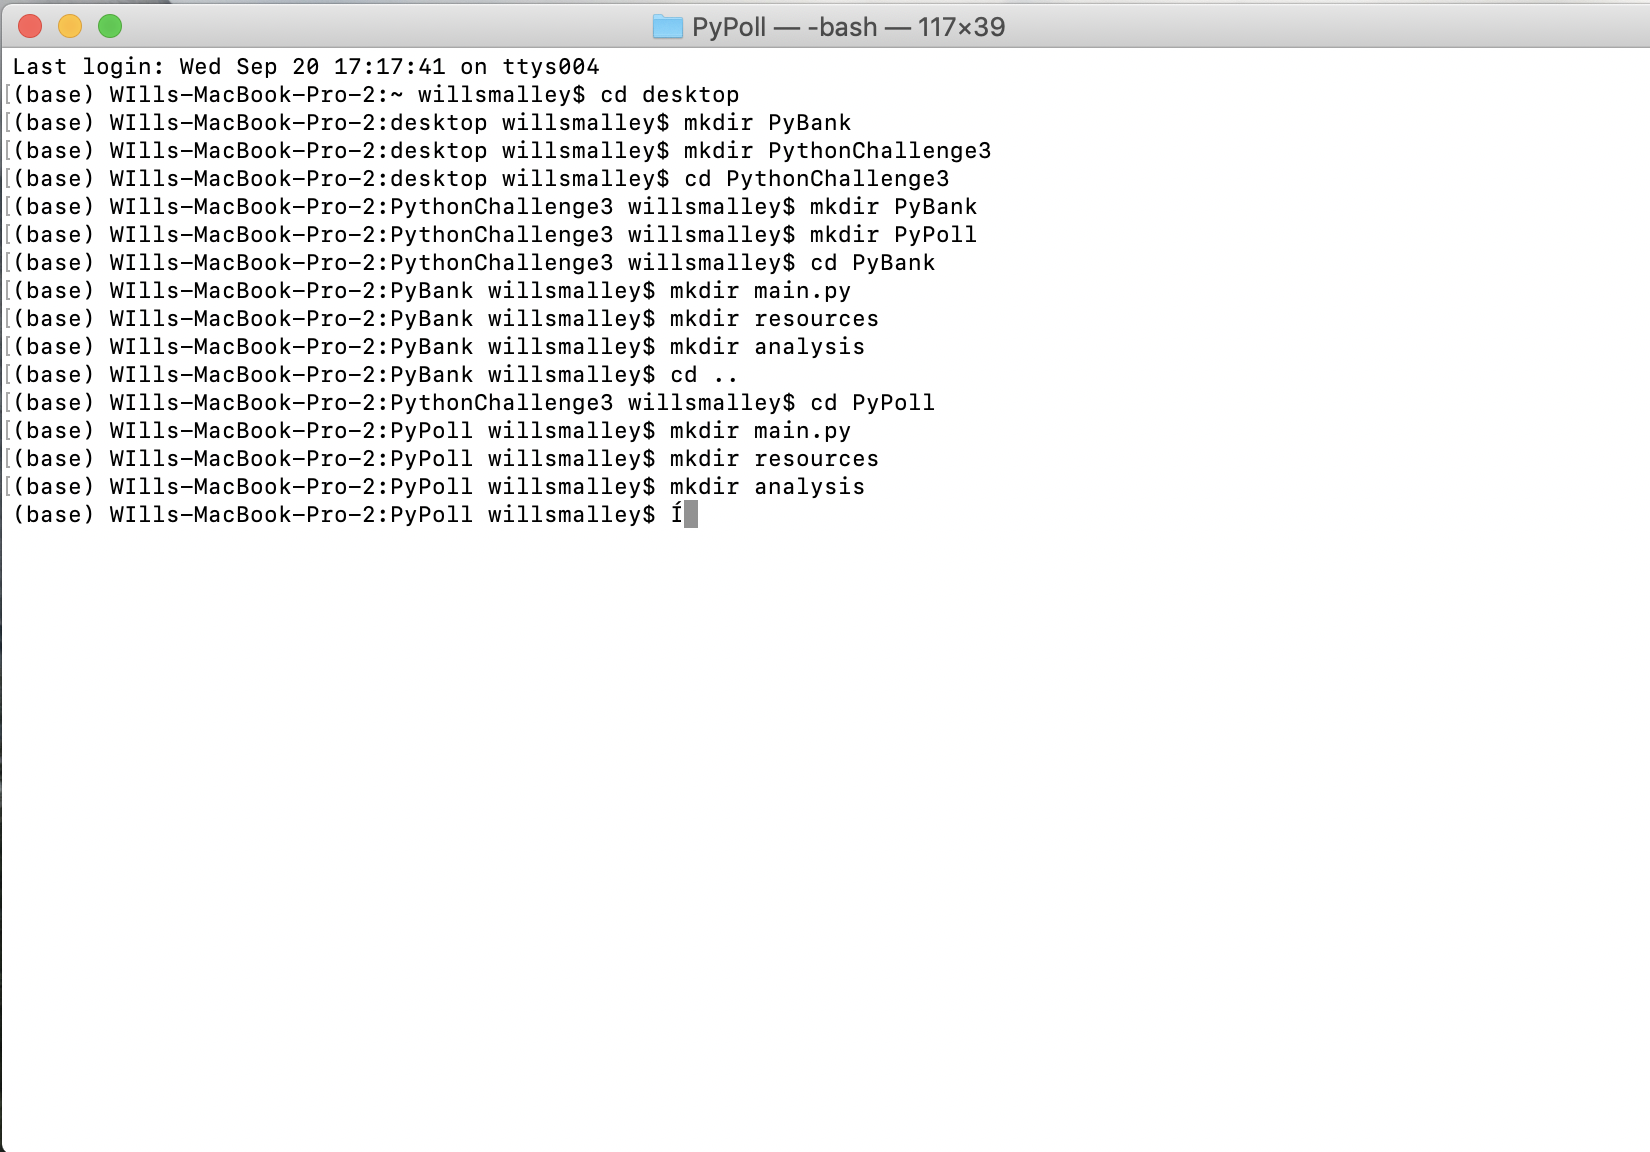 PyPoll — -bash — 117×39
Last login: Wed Sep 20 17:17:41 on ttys004
[(base) WIlls-MacBook-Pro-2:~ willsmalley$ cd desktop
[(base) WIlls-MacBook-Pro-2:desktop willsmalley$ mkdir PyBank
[(base) WIlls-MacBook-Pro-2:desktop willsmalley$ mkdir PythonChallenge3
[(base) WIlls-MacBook-Pro-2:desktop willsmalley$ cd PythonChallenge3
[(base) WIlls-MacBook-Pro-2:PythonChallenge3 willsmalley$ mkdir PyBank
[(base) WIlls-MacBook-Pro-2:PythonChallenge3 willsmalley$ mkdir PyPoll
[(base) WIlls-MacBook-Pro-2:PythonChallenge3 willsmalley$ cd PyBank
[(base) WIlls-MacBook-Pro-2:PyBank willsmalley$ mkdir main.py
[(base) WIlls-MacBook-Pro-2:PyBank willsmalley$ mkdir resources
[(base) WIlls-MacBook-Pro-2:PyBank willsmalley$ mkdir analysis
[(base) WIlls-MacBook-Pro-2:PyBank willsmalley$ cd ..
[(base) WIlls-MacBook-Pro-2:PythonChallenge3 willsmalley$ cd PyPoll
[(base) WIlls-MacBook-Pro-2:PyPoll willsmalley$ mkdir main.py
[(base) WIlls-MacBook-Pro-2:PyPoll willsmalley$ mkdir resources
[(base) WIlls-MacBook-Pro-2:PyPoll willsmalley$ mkdir analysis
(base) WIlls-MacBook-Pro-2:PyPoll willsmalley$ Í